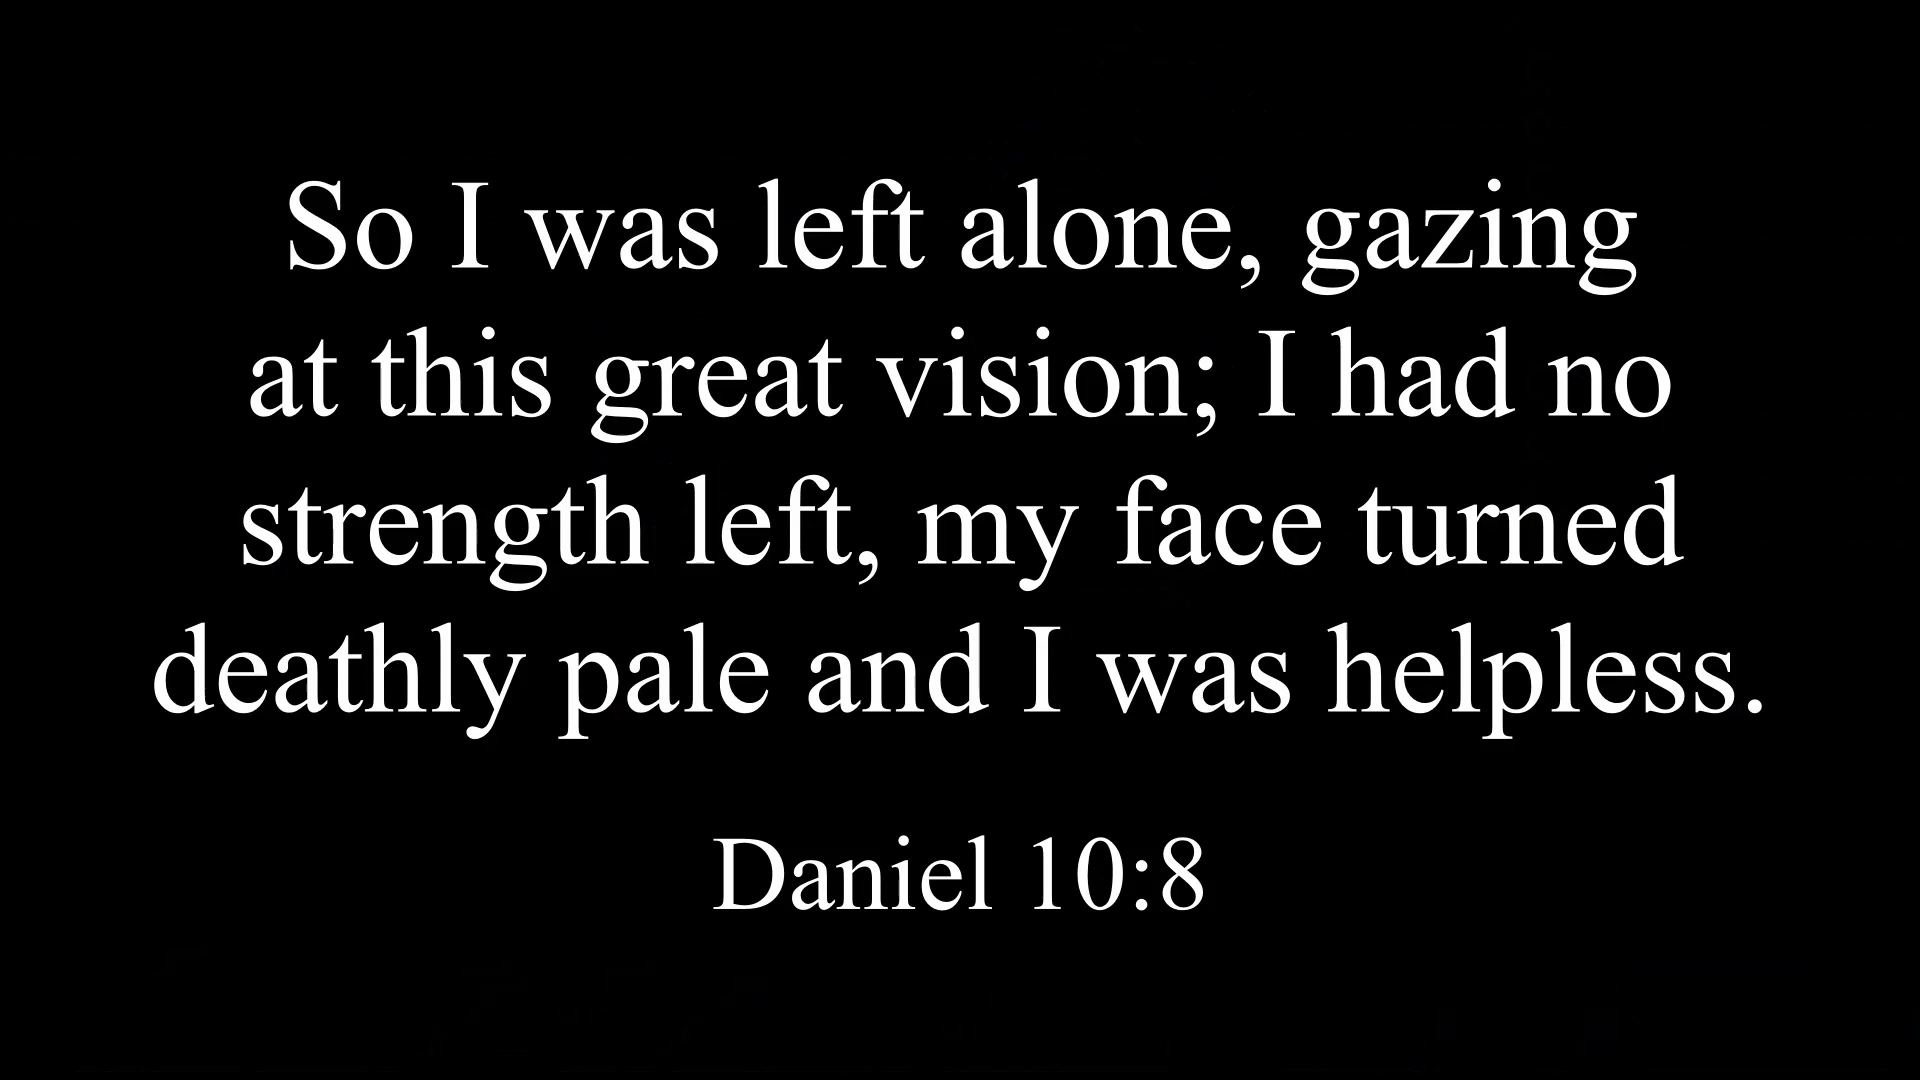 So I was left alone, gazing
at this great vision; I had no
strength left, my face turned
deathly pale and I was helpless.
Daniel 10:8